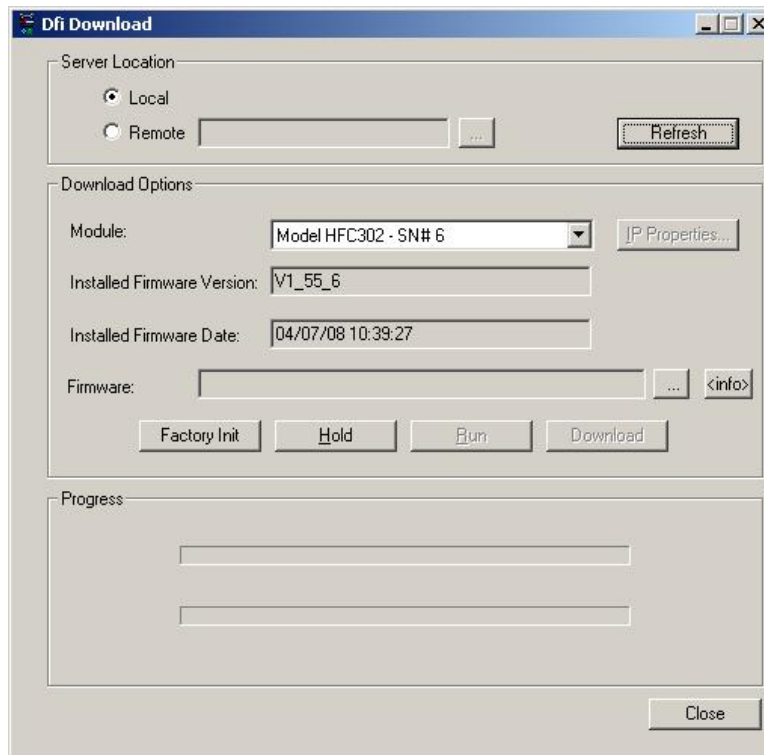 Dfi Download
Server Location
Local
Remote ... Refresh
Download Options
Module: Model HFC302 - SN# 6 IP Properties...
Installed Firmware Version: V1_55_6
Installed Firmware Date: 04/07/08 10:39:27
Firmware: ... <info>
Factory Init Hold Run Download
Progress
Close